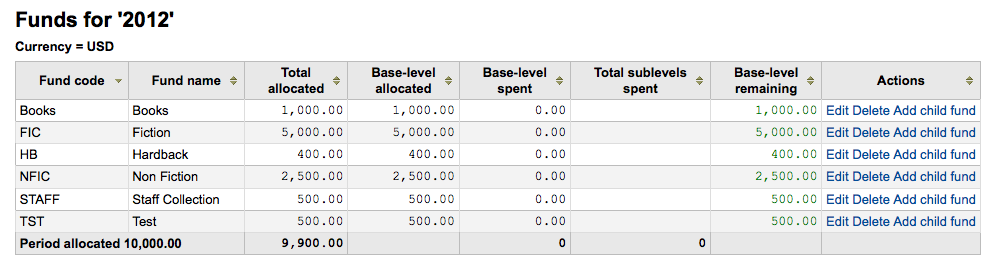 Funds for '2012'
Currency = USD
Fund code Fund name Total allocated Base-level allocated Base-level spent Total sublevels spent Base-level remaining Actions
Books Books 1,000.00 1,000.00 0.00 1,000.00 Edit Delete Add child fund
FIC Fiction 5,000.00 5,000.00 0.00 5,000.00 Edit Delete Add child fund
HB Hardback 400.00 400.00 0.00 400.00 Edit Delete Add child fund
NFIC Non Fiction 2,500.00 2,500.00 0.00 2,500.00 Edit Delete Add child fund
STAFF Staff Collection 500.00 500.00 0.00 500.00 Edit Delete Add child fund
TST Test 500.00 500.00 0.00 500.00 Edit Delete Add child fund
Period allocated 10,000.00 9,900.00 0 0